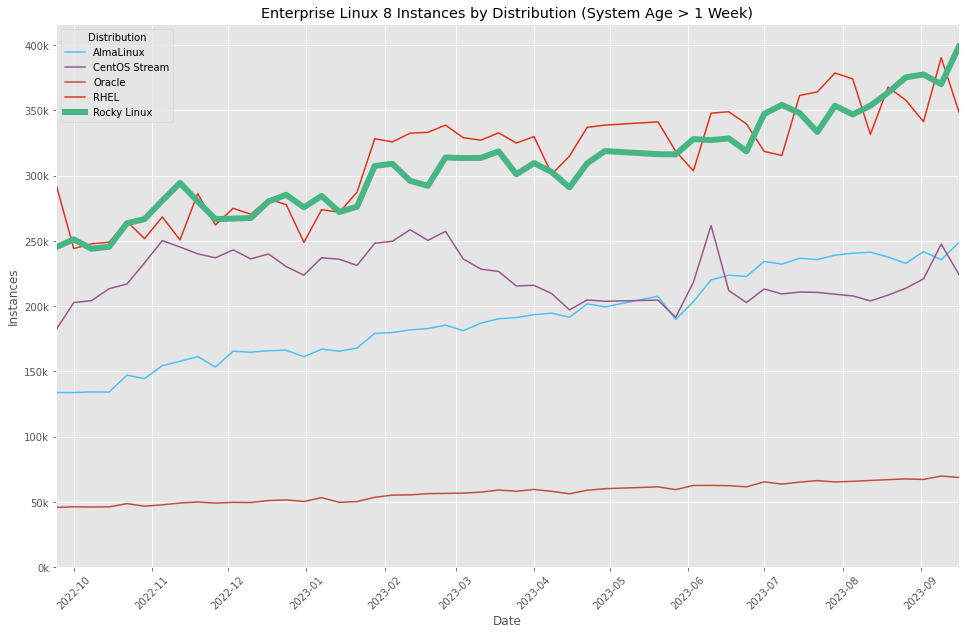 Enterprise Linux 8 Instances by Distribution (System Age > 1 Week)
Distribution
AlmaLinux
CentOS Stream
Oracle
RHEL
Rocky Linux
400k
350k
300k
250k
200k
150k
100k
50k
0k
Instances
2022-10
2022-11
2022-12
2023-01
2023-02
2023-03
2023-04
2023-05
2023-06
2023-07
2023-08
2023-09
Date